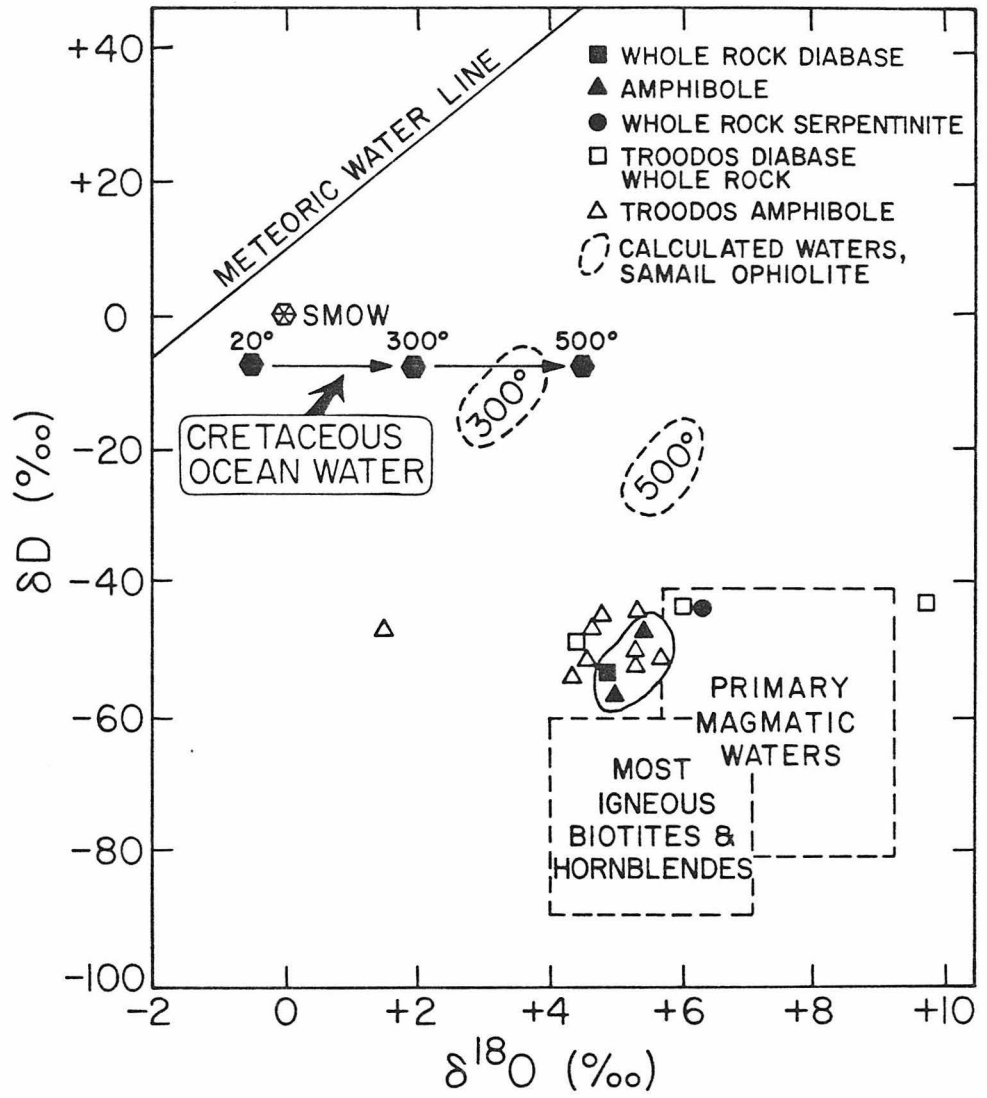 +40
+20
0
-20
-40
-60
-80
-100
δD (‰)
-2
0
+2
+4
+6
+8
+10
δ¹⁸O (‰)
METEORIC WATER LINE
WHOLE ROCK DIABASE
AMPHIBOLE
WHOLE ROCK SERPENTINITE
TROODOS DIABASE
WHOLE ROCK
TROODOS AMPHIBOLE
CALCULATED WATERS,
SAMAIL OPHIOLITE
SMOW
20°
300°
500°
300°
500°
CRETACEOUS
OCEAN WATER
PRIMARY
MAGMATIC
WATERS
MOST
IGNEOUS
BIOTITES &
HORNBLENDES